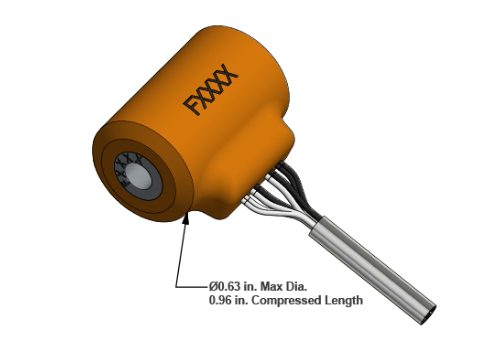 FXXXX
Ø0.63 in. Max Dia.
0.96 in. Compressed Length